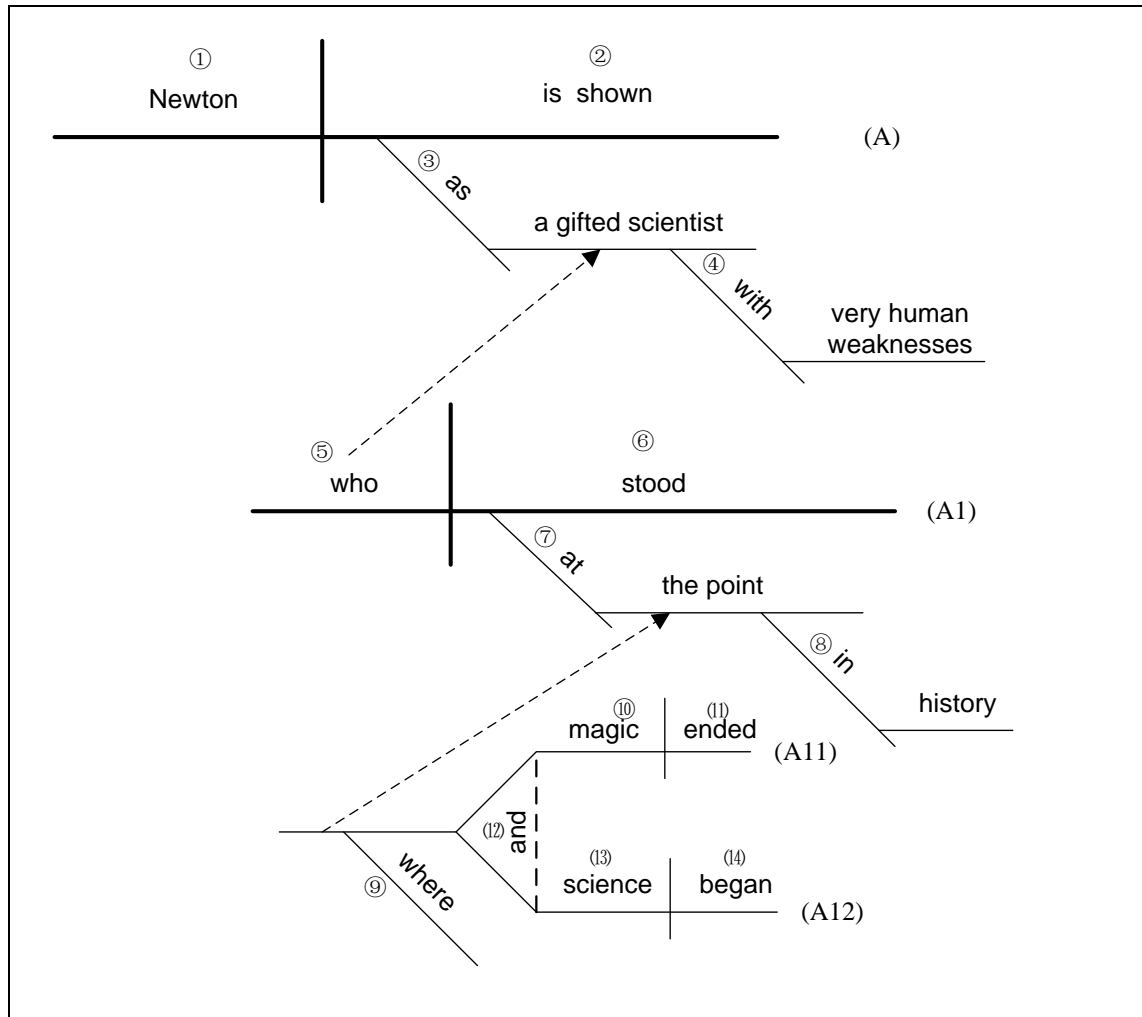 ① ②
Newton is shown
(A)
③ as
a gifted scientist
④ with
very human
weaknesses
⑤ ⑥
who stood
(A1)
⑦ at
the point
⑧ in
history
⑩ ⑾
magic ended
(A11)
⑿ and
⑨ where
⒀ ⒁
science began
(A12)